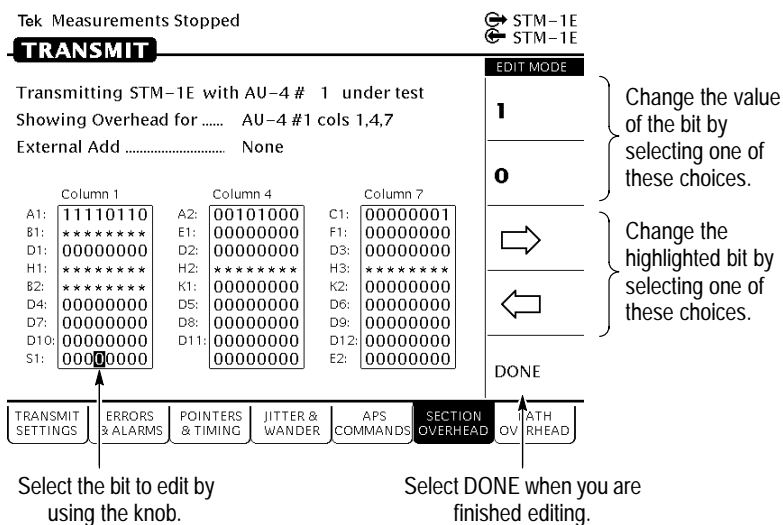 Tek Measurements Stopped
STM–1E
STM–1E
TRANSMIT
EDIT MODE
Transmitting STM–1E with AU–4 # 1 under test
Showing Overhead for ...... AU–4 #1 cols 1,4,7
External Add ............................ None
1
0
DONE
Change the value
of the bit by
selecting one of
these choices.
Change the
highlighted bit by
selecting one of
these choices.
Column 1 Column 4 Column 7
A1: 11110110 A2: 00101000 C1: 00000001
B1: ******** E1: 00000000 F1: 00000000
D1: 00000000 D2: 00000000 D3: 00000000
H1: ******** H2: ******** H3: ********
B2: ******** K1: 00000000 K2: 00000000
D4: 00000000 D5: 00000000 D6: 00000000
D7: 00000000 D8: 00000000 D9: 00000000
D10: 00000000 D11: 00000000 D12: 00000000
S1: 00000000 00000000 E2: 00000000
TRANSMIT SETTINGS
ERRORS & ALARMS
POINTERS & TIMING
JITTER & WANDER
APS COMMANDS
SECTION OVERHEAD
PATH OVERHEAD
Select the bit to edit by
using the knob.
Select DONE when you are
finished editing.